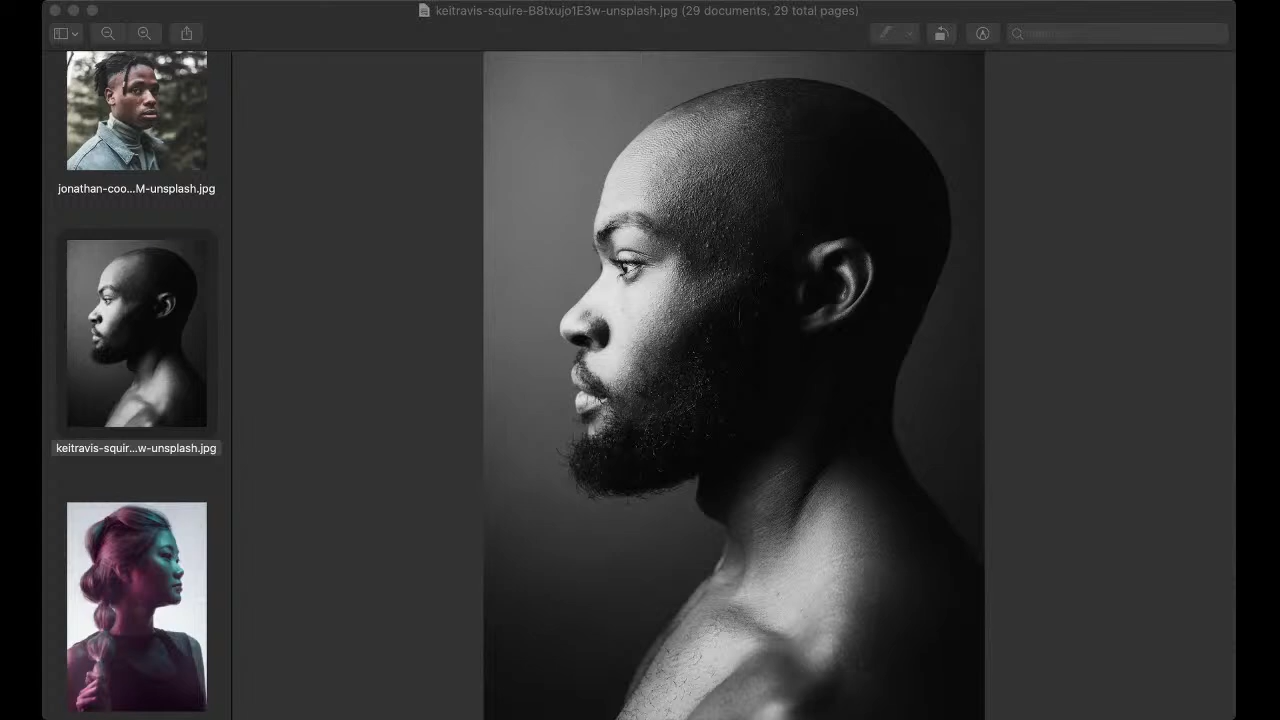 keitravis-squire-B8txujo1E3w-unsplash.jpg (29 documents, 29 total pages)
jonathan-coo...M-unsplash.jpg
keitravis-squir...w-unsplash.jpg